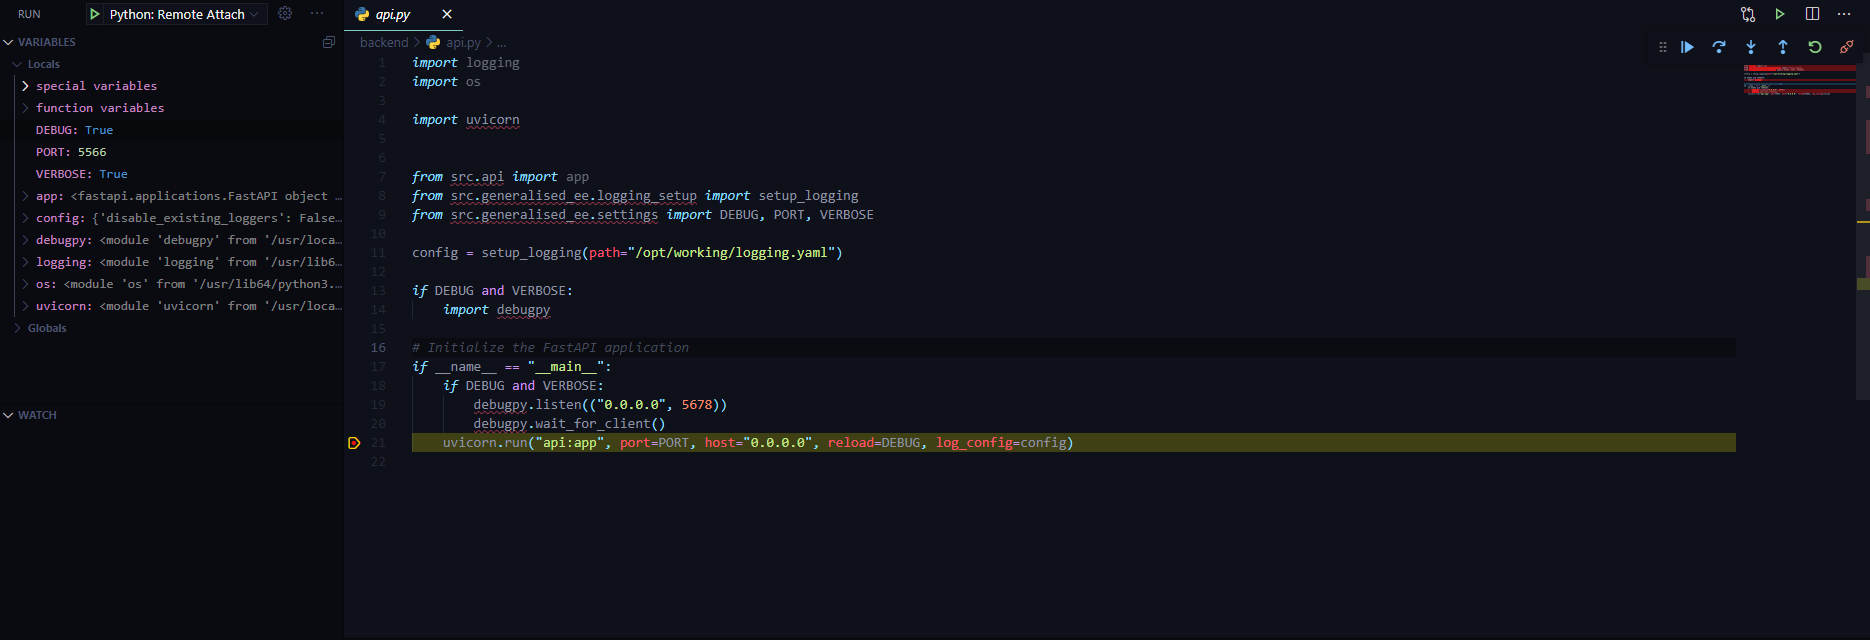 RUN
Python: Remote Attach
VARIABLES
Locals
special variables
function variables
DEBUG: True
PORT: 5566
VERBOSE: True
app: <fastapi.applications.FastAPI object ...
config: {'disable_existing_loggers': False...
debugpy: <module 'debugpy' from '/usr/loca...
logging: <module 'logging' from '/usr/lib6...
os: <module 'os' from '/usr/lib64/python3....
uvicorn: <module 'uvicorn' from '/usr/loca...
Globals
WATCH
api.py
backend > api.py > ...
1 import logging
2 import os
3
4 import uvicorn
5
6
7 from src.api import app
8 from src.generalised_ee.logging_setup import setup_logging
9 from src.generalised_ee.settings import DEBUG, PORT, VERBOSE
10
11 config = setup_logging(path="/opt/working/logging.yaml")
12
13 if DEBUG and VERBOSE:
14 import debugpy
15
16 # Initialize the FastAPI application
17 if __name__ == "__main__":
18 if DEBUG and VERBOSE:
19 debugpy.listen(("0.0.0.0", 5678))
20 debugpy.wait_for_client()
21 uvicorn.run("api:app", port=PORT, host="0.0.0.0", reload=DEBUG, log_config=config)
22